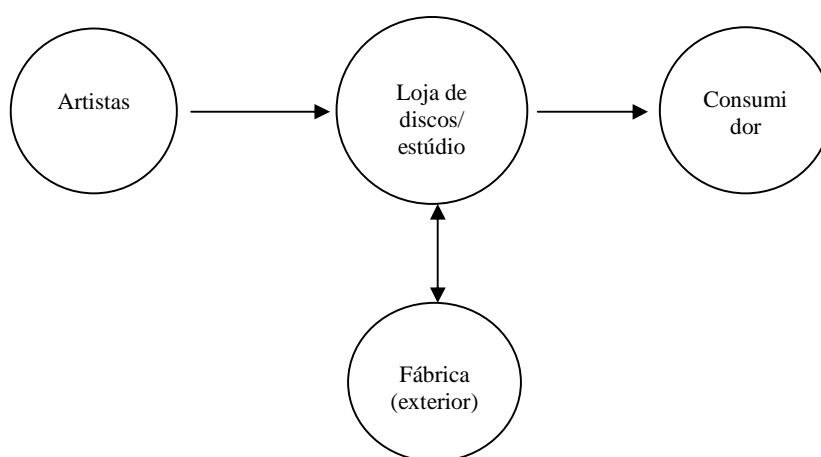 Artistas
Loja de
discos/
estúdio
Consumi
dor
Fábrica
(exterior)